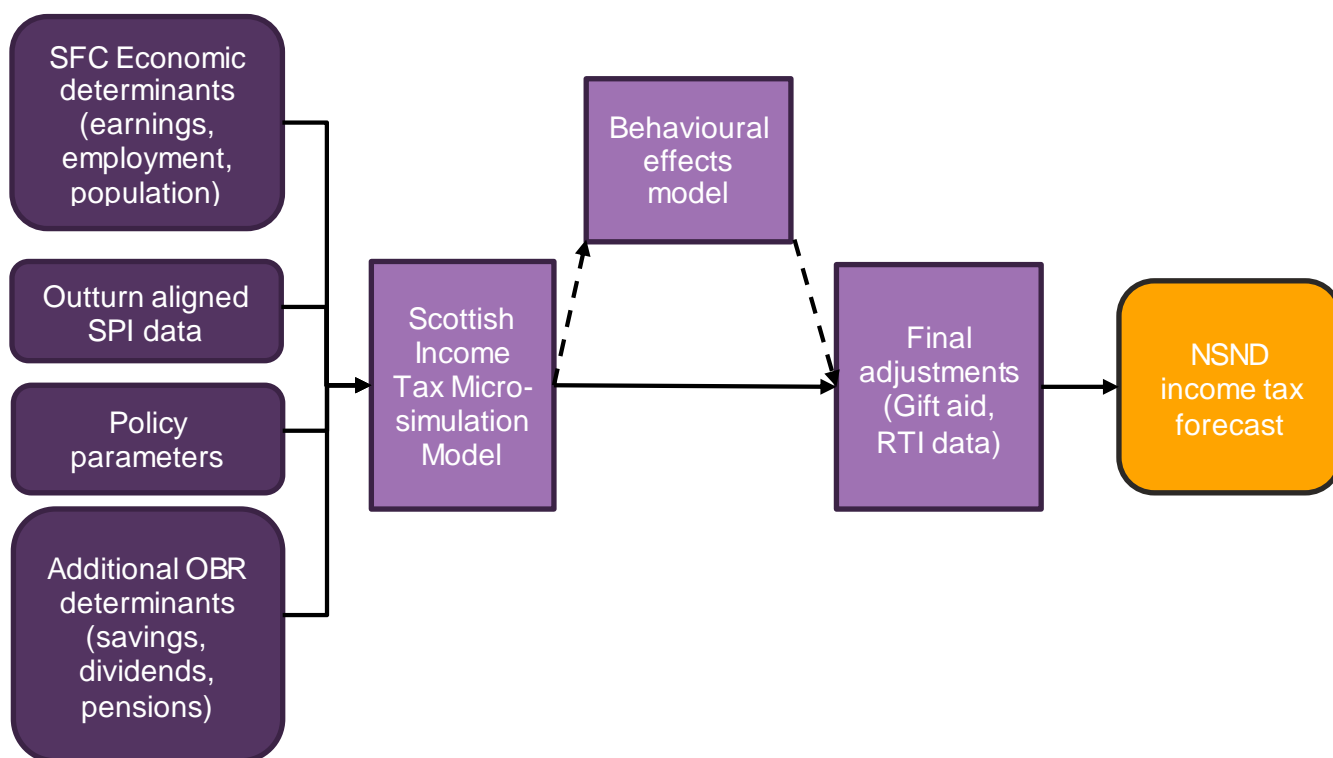 SFC Economic
determinants
(earnings,
employment,
population)
Outturn aligned
SPI data
Policy
parameters
Additional OBR
determinants
(savings,
dividends,
pensions)
Scottish
Income
Tax Micro-
simulation
Model
Behavioural
effects
model
Final
adjustments
(Gift aid,
RTI data)
NSND
income tax
forecast